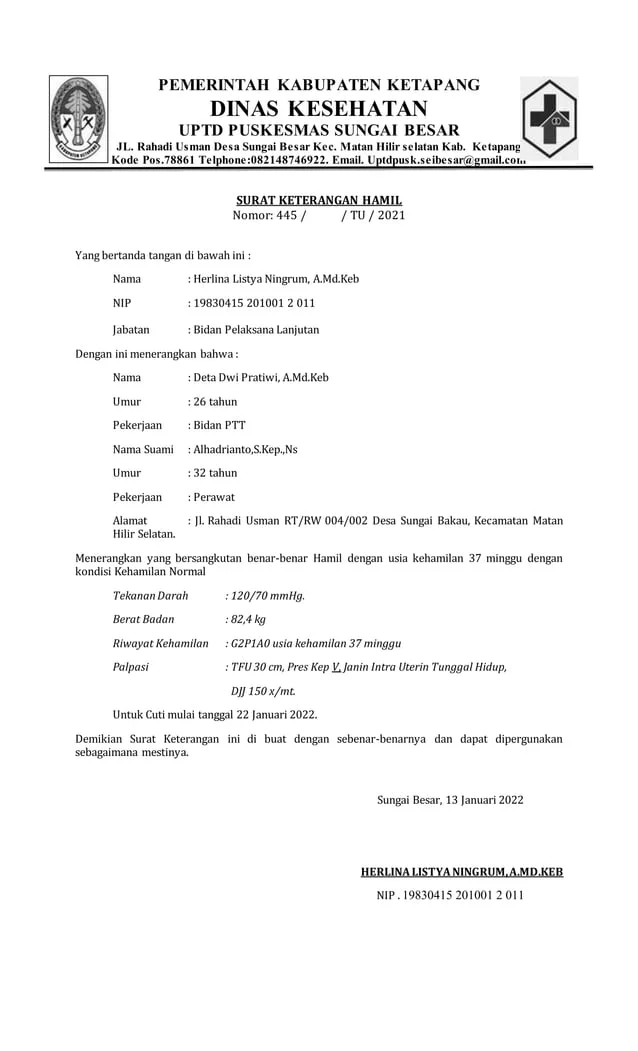 PEMERINTAH KABUPATEN KETAPANG
DINAS KESEHATAN
UPTD PUSKESMAS SUNGAI BESAR
JL. Rahadi Usman Desa Sungai Besar Kec. Matan Hilir selatan Kab. Ketapang
Kode Pos.78861 Telphone:082148746922. Email. Uptdpusk.seibesar@gmail.com
KABUPATEN KETAPANG
SURAT KETERANGAN HAMIL
Nomor: 445 / / TU / 2021
Yang bertanda tangan di bawah ini :
Nama : Herlina Listya Ningrum, A.Md.Keb
NIP : 19830415 201001 2 011
Jabatan : Bidan Pelaksana Lanjutan
Dengan ini menerangkan bahwa :
Nama : Deta Dwi Pratiwi, A.Md.Keb
Umur : 26 tahun
Pekerjaan : Bidan PTT
Nama Suami : Alhadrianto,S.Kep.,Ns
Umur : 32 tahun
Pekerjaan : Perawat
Alamat : Jl. Rahadi Usman RT/RW 004/002 Desa Sungai Bakau, Kecamatan Matan
Hilir Selatan.
Menerangkan yang bersangkutan benar-benar Hamil dengan usia kehamilan 37 minggu dengan
kondisi Kehamilan Normal
Tekanan Darah : 120/70 mmHg.
Berat Badan : 82,4 kg
Riwayat Kehamilan : G2P1A0 usia kehamilan 37 minggu
Palpasi : TFU 30 cm, Pres Kep V, Janin Intra Uterin Tunggal Hidup,
DJJ 150 x/mt.
Untuk Cuti mulai tanggal 22 Januari 2022.
Demikian Surat Keterangan ini di buat dengan sebenar-benarnya dan dapat dipergunakan
sebagaimana mestinya.
Sungai Besar, 13 Januari 2022
HERLINA LISTYA NINGRUM, A.MD.KEB
NIP . 19830415 201001 2 011